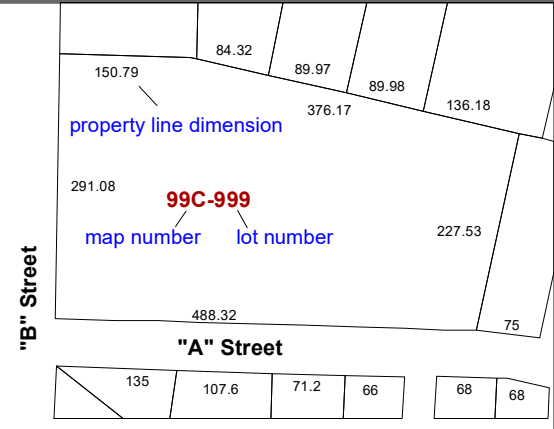 84.32
89.97
89.98
136.18
150.79
376.17
property line dimension
291.08
99C-999
map number
lot number
227.53
"B" Street
488.32
75
"A" Street
135
107.6
71.2
66
68
68